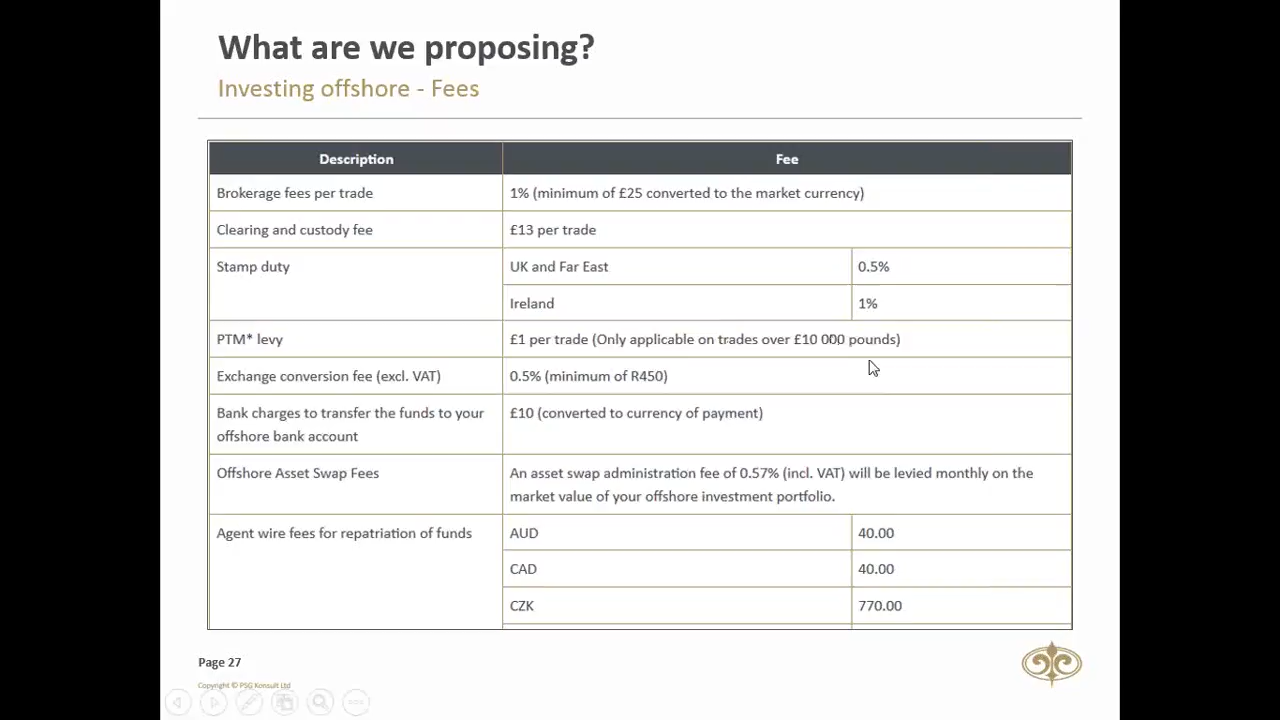 What are we proposing?
Investing offshore - Fees
Description Fee
Brokerage fees per trade 1% (minimum of £25 converted to the market currency)
Clearing and custody fee £13 per trade
Stamp duty UK and Far East 0.5%
Ireland 1%
PTM* levy £1 per trade (Only applicable on trades over £10 000 pounds)
Exchange conversion fee (excl. VAT) 0.5% (minimum of R450)
Bank charges to transfer the funds to your £10 (converted to currency of payment)
offshore bank account
Offshore Asset Swap Fees An asset swap administration fee of 0.57% (incl. VAT) will be levied monthly on the
market value of your offshore investment portfolio.
Agent wire fees for repatriation of funds AUD 40.00
CAD 40.00
CZK 770.00
Page 27
Copyright © PSG Konsult Ltd